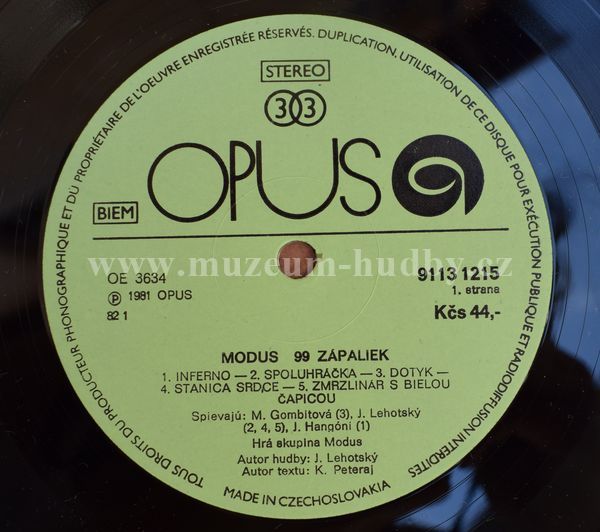 TOUS DROITS DU PRODUCTEUR PHONOGRAPHIQUE ET DU PROPRIÉTAIRE DE L'OEUVRE ENREGISTRÉE RÉSERVÉS. DUPLICATION, UTILISATION DE CE DISQUE POUR EXÉCUTION PUBLIQUE ET RADIODIFFUSION INTERDITES
STEREO
33
OPUS
BIEM
www.muzeum-hudby.cz
OE 3634
9113 1215
Ⓟ 1981 OPUS
1. strana
82 1
Kčs 44,-
MODUS 99 ZÁPALIEK
1. INFERNO — 2. SPOLUHRÁČKA — 3. DOTYK —
4. STANICA SRDCE — 5. ZMRZLINÁR S BIELOU
ČAPICOU
Spievajú: M. Gombitová (3), J. Lehotský
(2, 4, 5), J. Hangóni (1)
Hrá skupina Modus
Autor hudby: J. Lehotský
Autor textu: K. Peteraj
MADE IN CZECHOSLOVAKIA